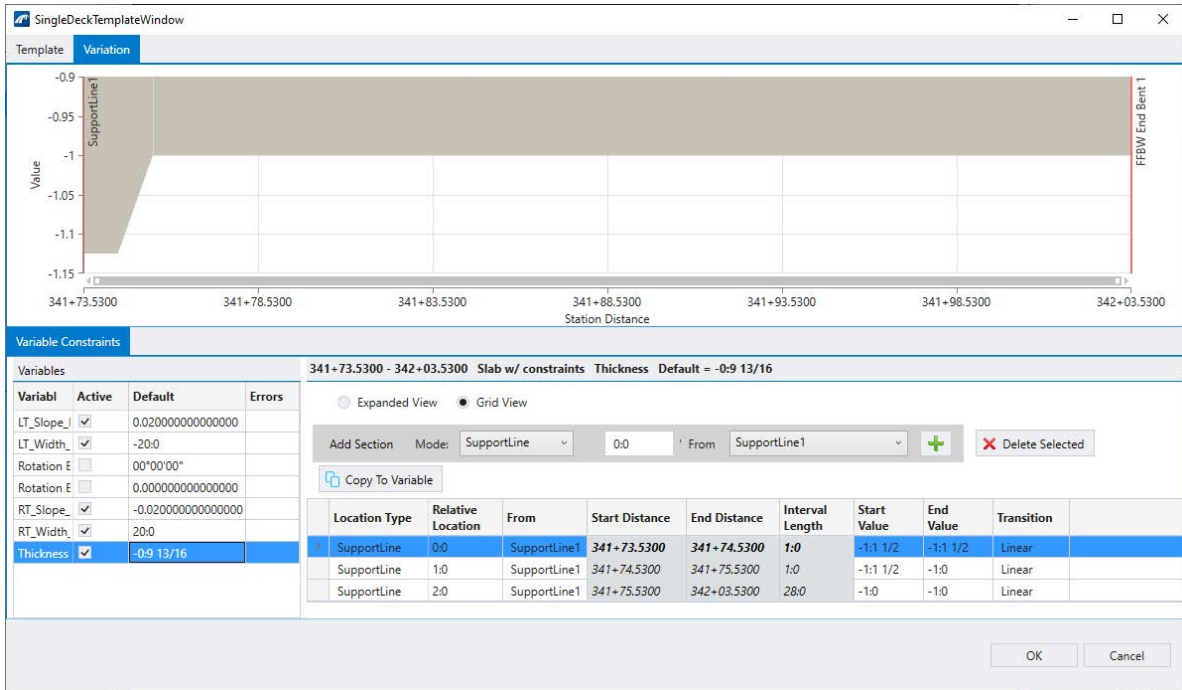 SingleDeckTemplateWindow
Template Variation
-0.9
-0.95
-1
-1.05
-1.1
-1.15
Value
SupportLine1
FFBW End Bent 1
341+73.5300 341+78.5300 341+83.5300 341+88.5300 341+93.5300 341+98.5300 342+03.5300
Station Distance
Variable Constraints
Variables
Variabl Active Default Errors
LT_Slope_ 0.020000000000000
LT_Width_ -20:0
Rotation E 00°00'00"
Rotation E 0.000000000000000
RT_Slope_ -0.020000000000000
RT_Width_ 20:0
Thickness -0:9 13/16
341+73.5300 - 342+03.5300 Slab w/ constraints Thickness Default = -0:9 13/16
Expanded View Grid View
Add Section Mode: SupportLine 0:0 ' From SupportLine1 Delete Selected
Copy To Variable
Location Type Relative Location From Start Distance End Distance Interval Length Start Value End Value Transition
SupportLine 0:0 SupportLine1 341+73.5300 341+74.5300 1:0 -1:1 1/2 -1:1 1/2 Linear
SupportLine 1:0 SupportLine1 341+74.5300 341+75.5300 1:0 -1:1 1/2 -1:0 Linear
SupportLine 2:0 SupportLine1 341+75.5300 342+03.5300 28:0 -1:0 -1:0 Linear
OK Cancel